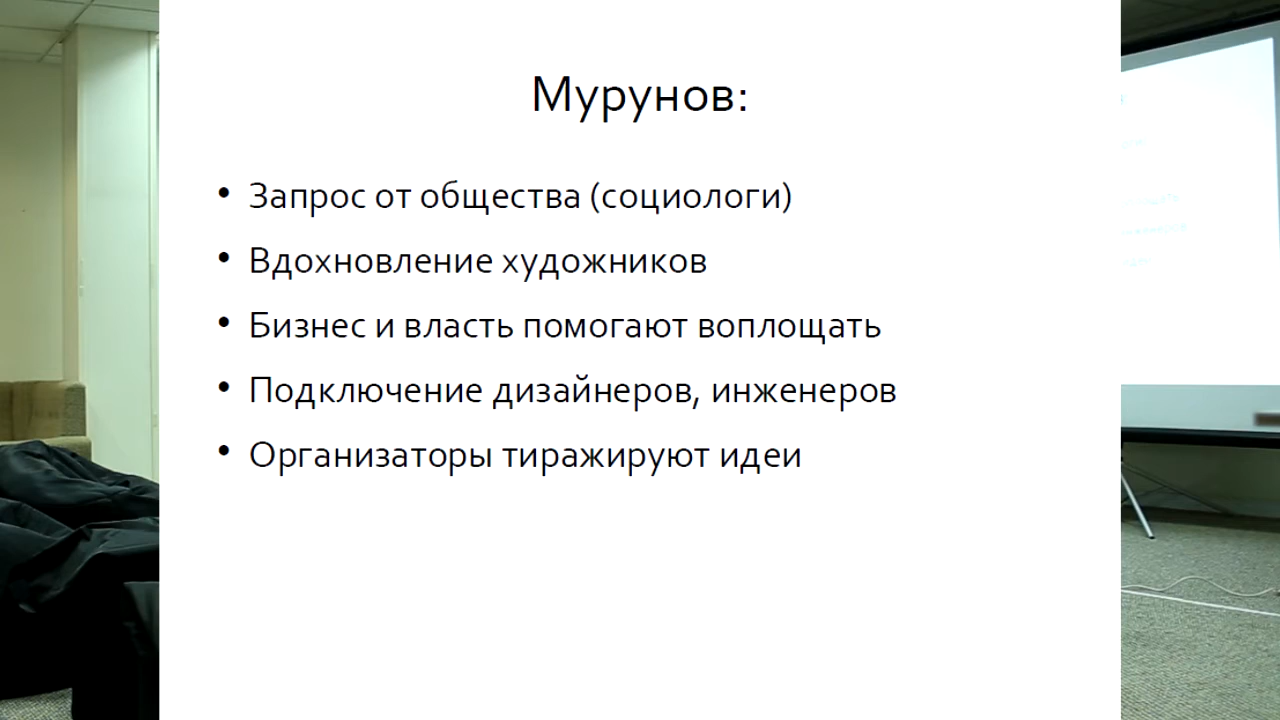 Мурунов:
• Запрос от общества (социологи)
• Вдохновление художников
• Бизнес и власть помогают воплощать
• Подключение дизайнеров, инженеров
• Организаторы тиражируют идеи